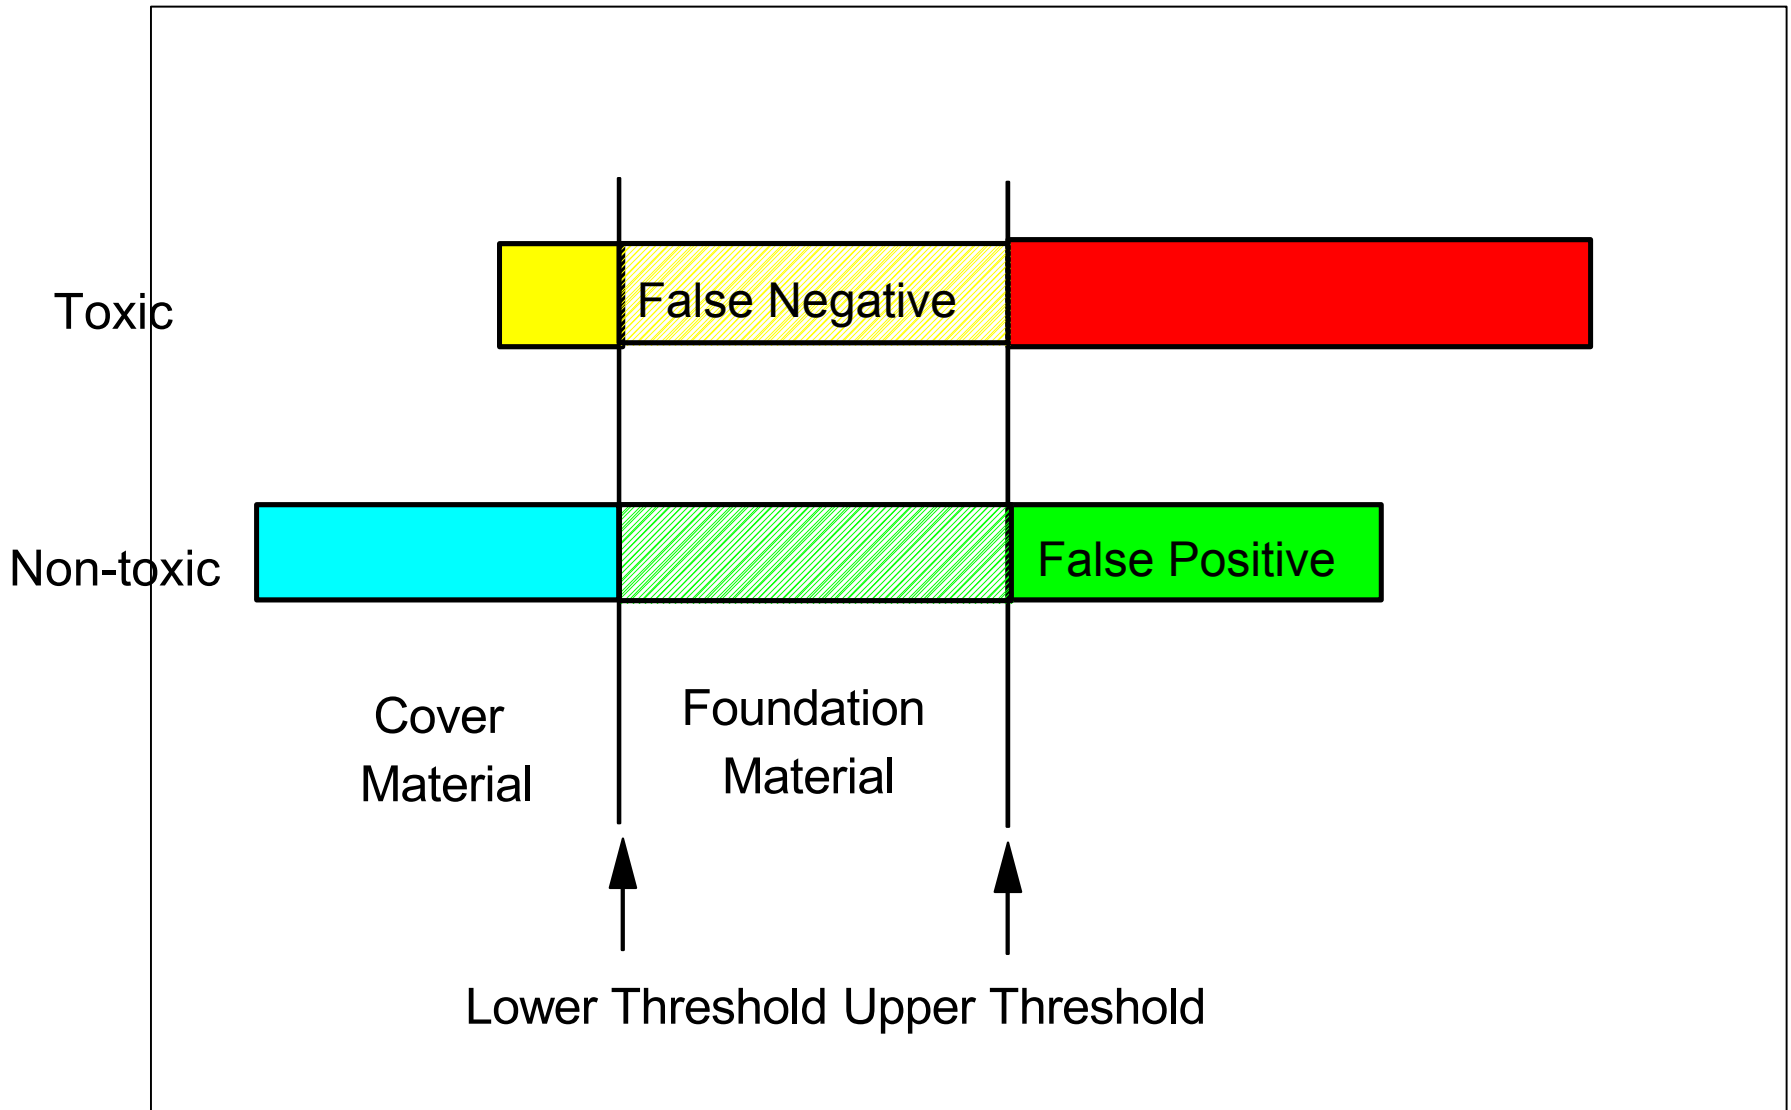 Toxic
False Negative
Non-toxic
False Positive
Cover
Material
Foundation
Material
Lower Threshold Upper Threshold